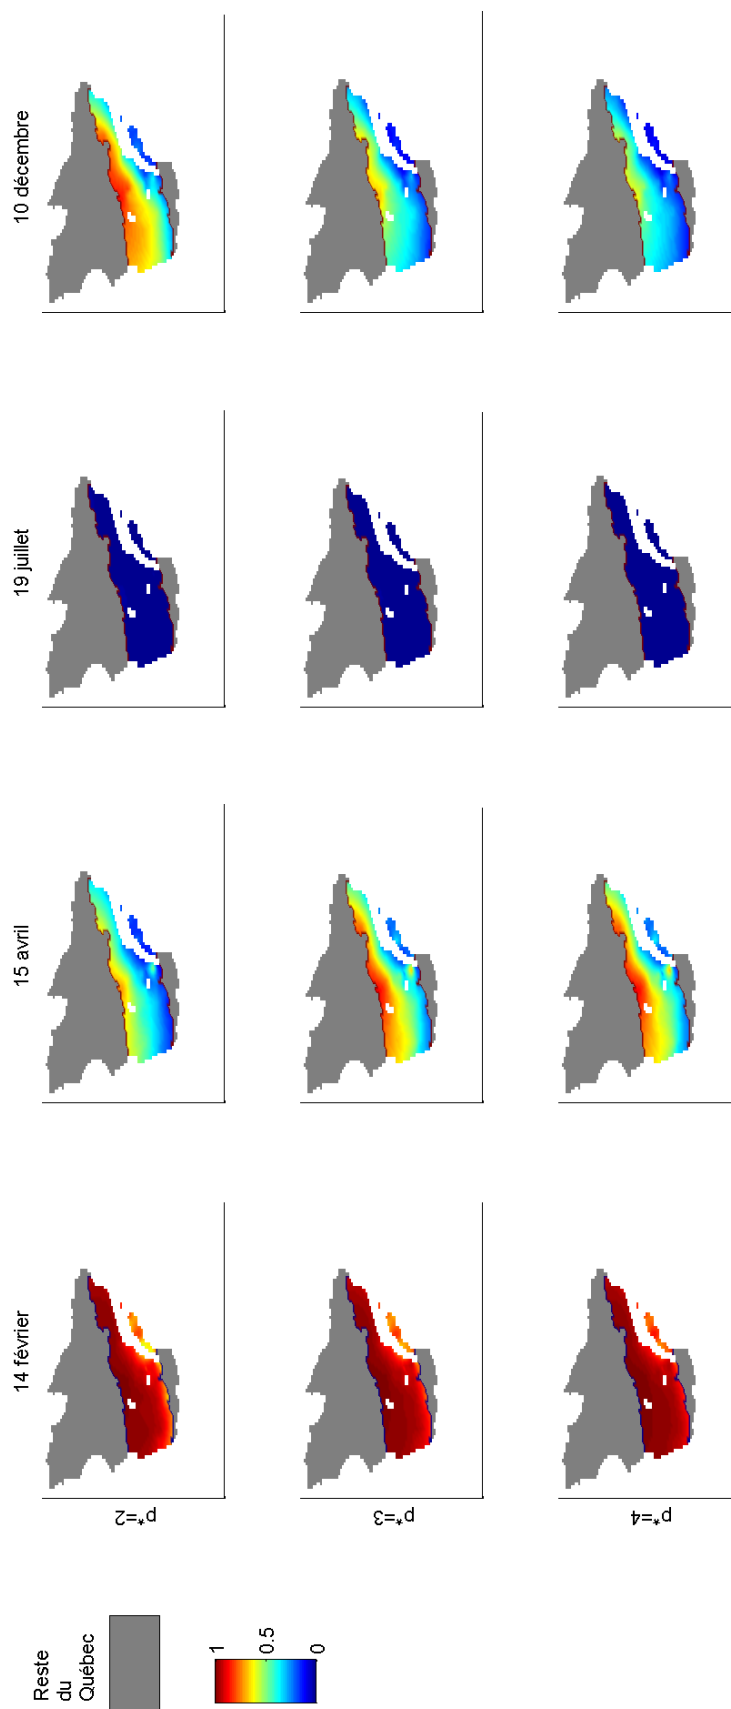 14 février
15 avril
19 juillet
10 décembre
p*=2
p*=3
p*=4
Reste
du
Québec
1
0.5
0